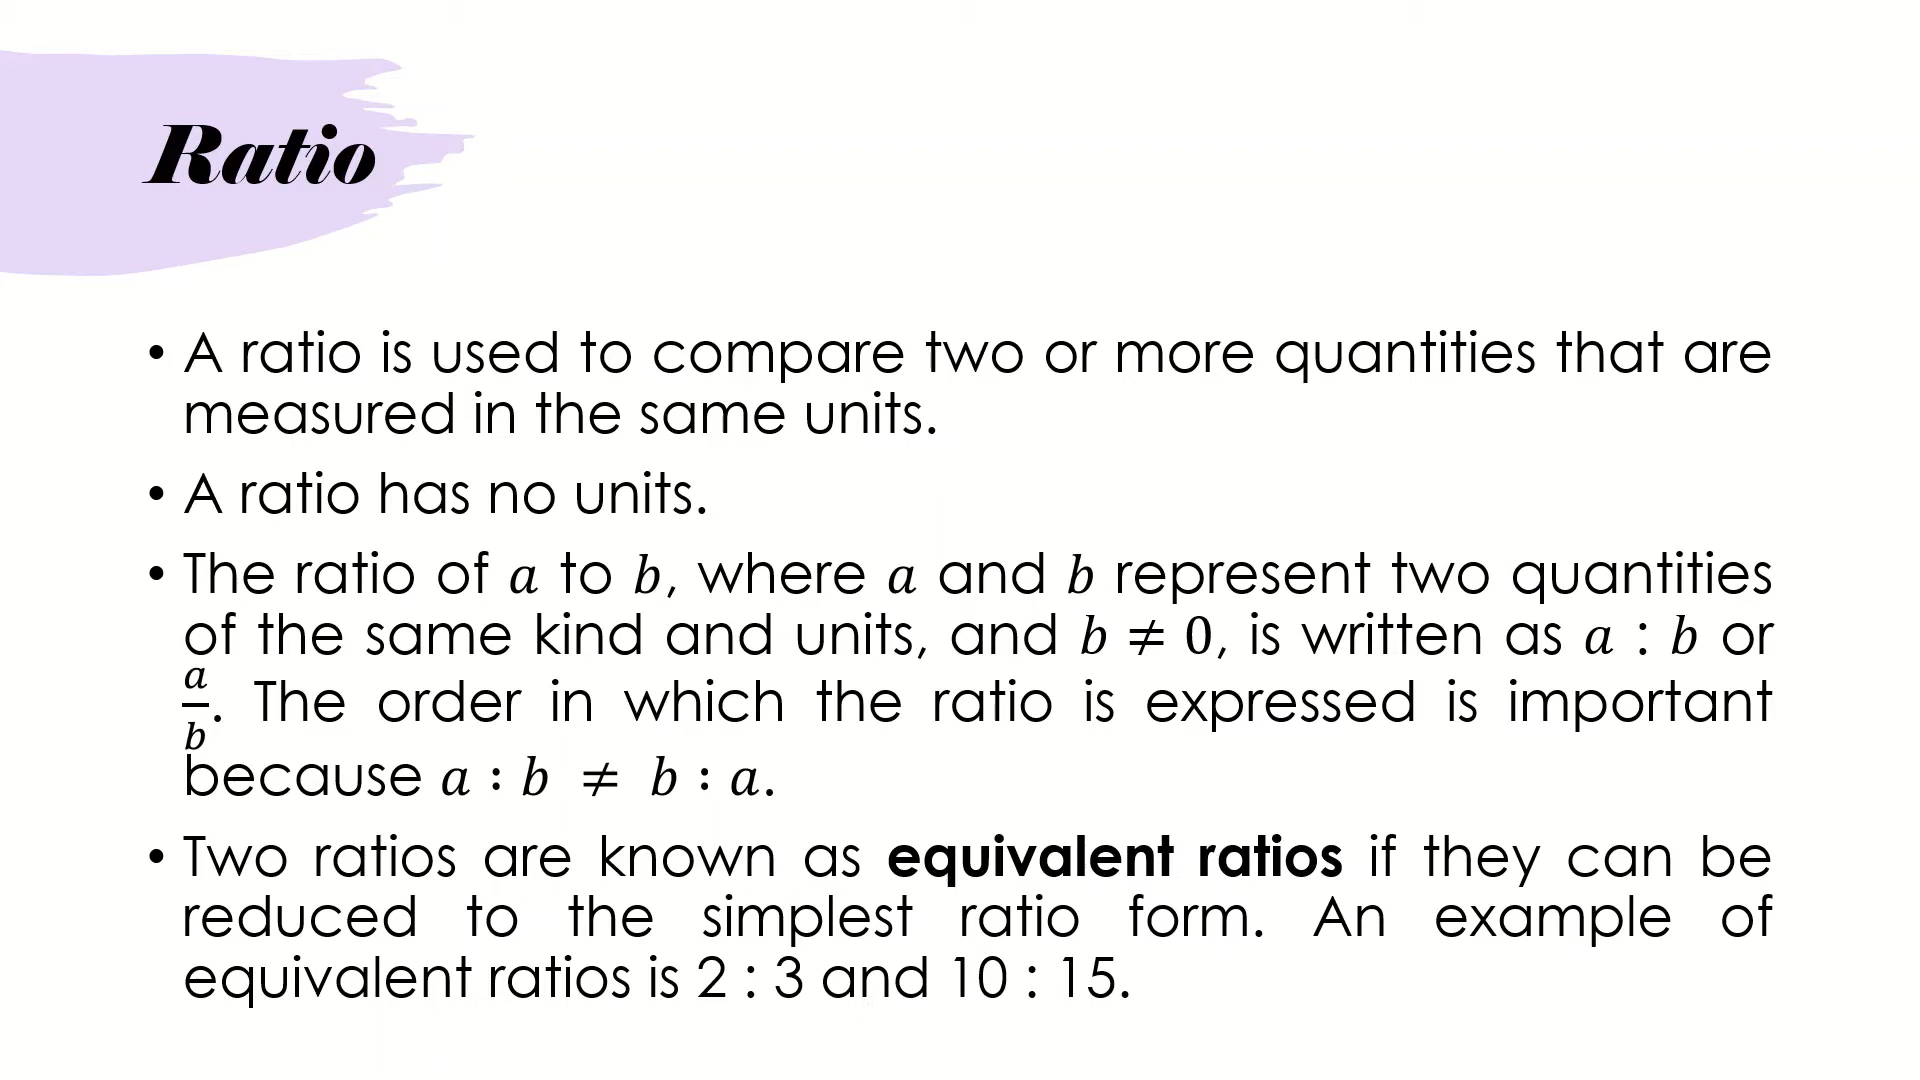 Ratio
• A ratio is used to compare two or more quantities that are
measured in the same units.
• A ratio has no units.
• The ratio of a to b, where a and b represent two quantities
of the same kind and units, and b ≠ 0, is written as a : b or
a/b. The order in which the ratio is expressed is important
because a : b ≠ b : a.
• Two ratios are known as equivalent ratios if they can be
reduced to the simplest ratio form. An example of
equivalent ratios is 2 : 3 and 10 : 15.